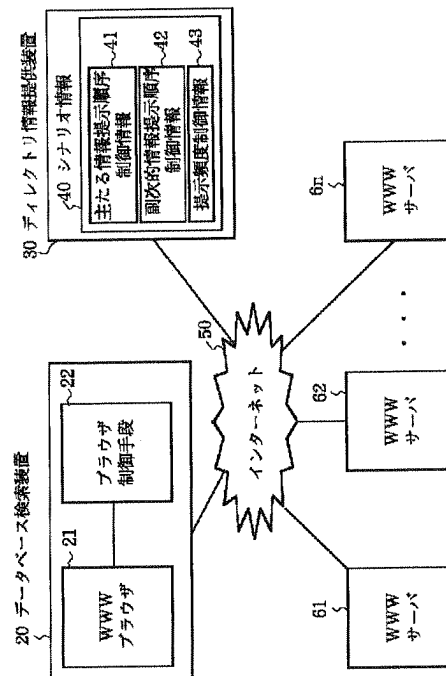 20 データベース検索装置
21
WWW
ブラウザ
22
ブラウザ
制御手段
30 ディレクトリ情報提供装置
40 シナリオ情報
主たる情報提示順序
制御情報
41
副次的情報提示順序
制御情報
42
提示頻度制御情報
43
50
インターネット
61
WWW
サーバ
62
WWW
サーバ
・・・
6n
WWW
サーバ